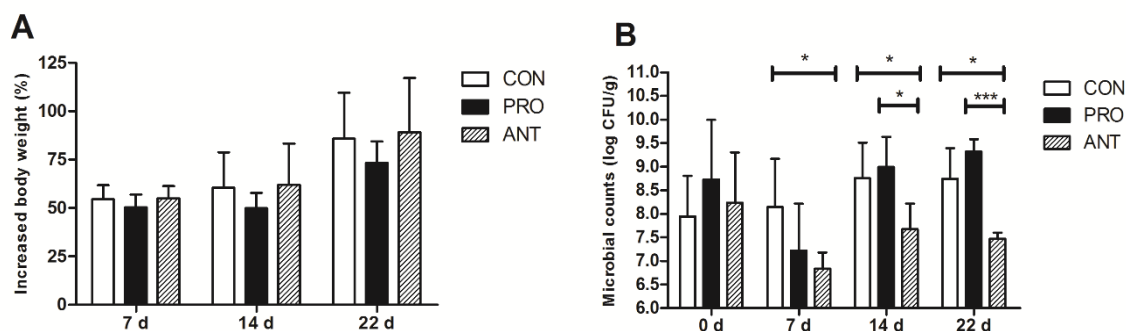 A
Increased body weight (%)
125
100
75
50
25
0
7 d
14 d
22 d
CON
PRO
ANT
B
Microbial counts (log CFU/g)
11.0
10.5
10.0
9.5
9.0
8.5
8.0
7.5
7.0
6.5
6.0
0 d
7 d
14 d
22 d
*
*
*
*
***
CON
PRO
ANT